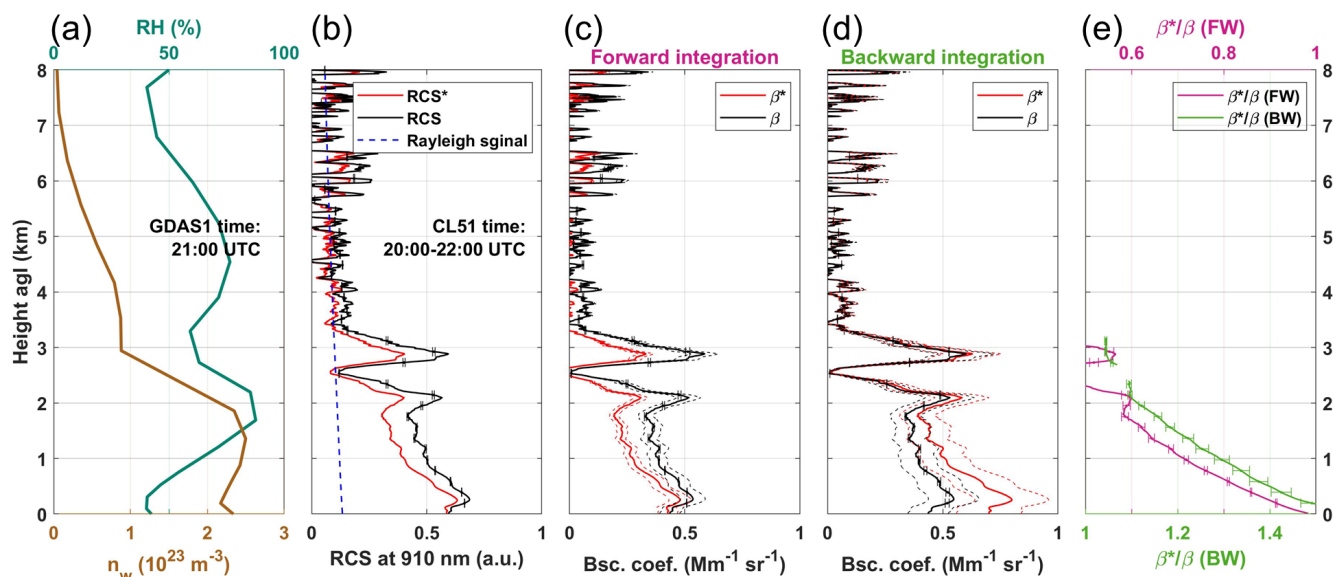 (a)
RH (%)
0 50 100
8
7
6
5
4
3
2
1
0
Height agl (km)
GDAS1 time:
21:00 UTC
0 1 2 3
n_w (10^23 m^-3)
(b)
RCS*
RCS
Rayleigh sginal
CL51 time:
20:00-22:00 UTC
0 0.5 1
RCS at 910 nm (a.u.)
(c)
Forward integration
β*
β
0 0.5 1
Bsc. coef. (Mm^-1 sr^-1)
(d)
Backward integration
β*
β
0 0.5 1
Bsc. coef. (Mm^-1 sr^-1)
(e)
β*/β (FW)
0.6 0.8 1
β*/β (FW)
β*/β (BW)
8
7
6
5
4
3
2
1
0
1 1.2 1.4
β*/β (BW)